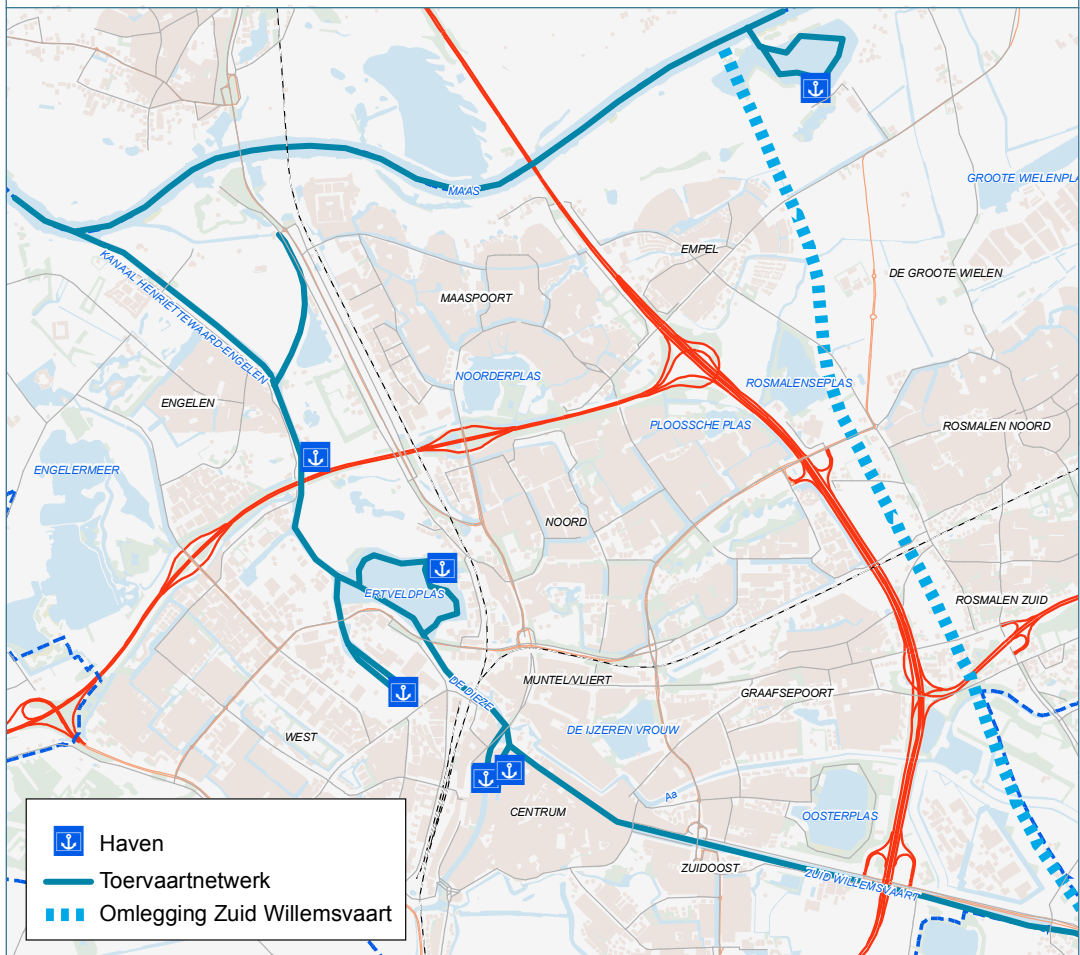 MAAS
GROOTE WIELENPLA
EMPEL
DE GROOTE WIELEN
KANAAL HENRIETTEWAARD-ENGELEN
MAASPOORT
NOORDERPLAS
ROSMALENSEPLAS
ENGELEN
PLOOSSCHE PLAS
ROSMALEN NOORD
ENGELERMEER
NOORD
ERTVELDPLAS
ROSMALEN ZUID
MUNTEL/VLIERT
DE DIEZE
GRAAFSEPOORT
WEST
DE IJZEREN VROUW
Aa
CENTRUM
OOSTERPLAS
ZUIDOOST
ZUID WILLEMSVAART
Haven
Toervaartnetwerk
Omlegging Zuid Willemsvaart